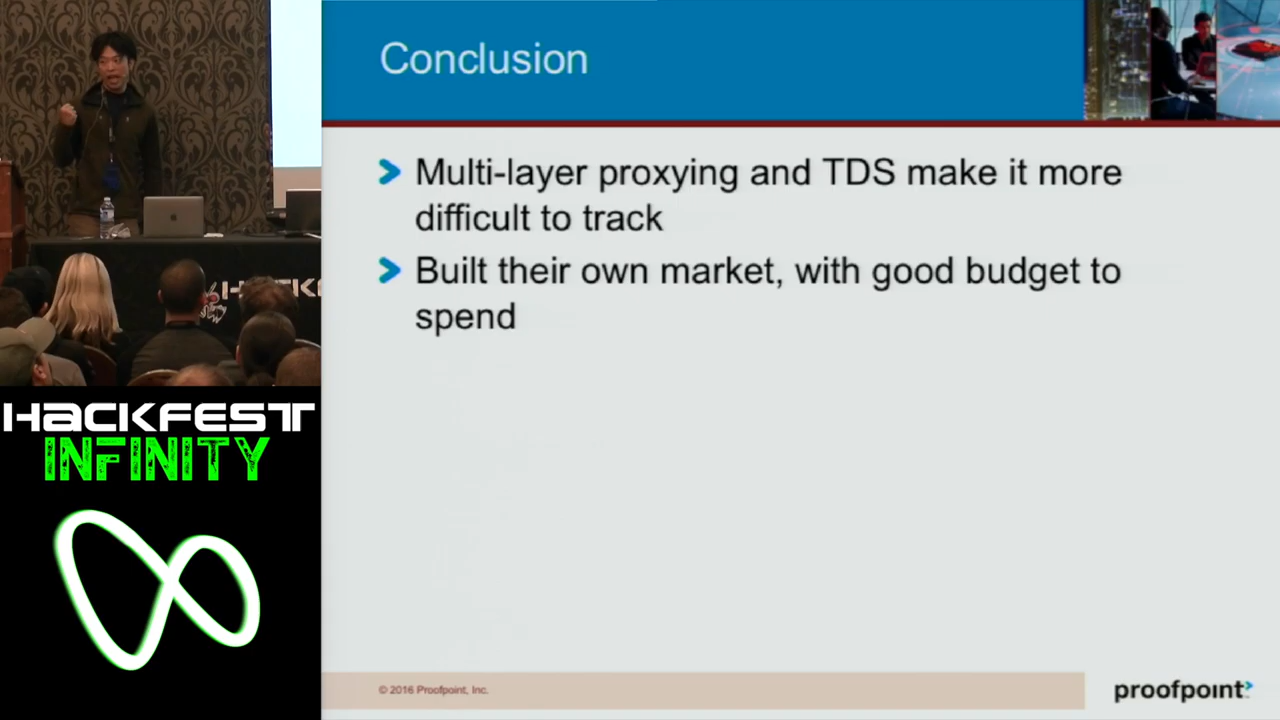 Conclusion
Multi-layer proxying and TDS make it more
difficult to track
Built their own market, with good budget to
spend
HACKFEST
INFINITY
© 2016 Proofpoint, Inc.
proofpoint